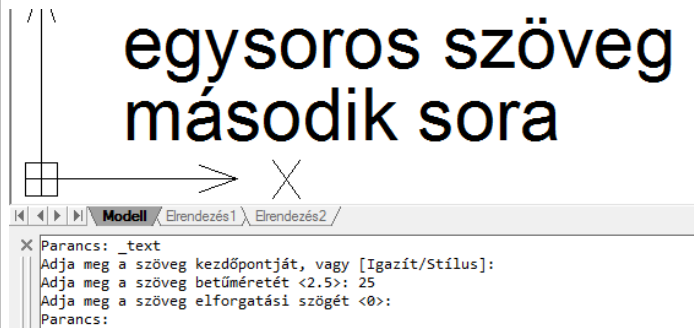 egysoros szöveg
második sora
X
Modell Elrendezés1 Elrendezés2
Parancs: _text
Adja meg a szöveg kezdőpontját, vagy [Igazít/Stílus]:
Adja meg a szöveg betűméretét <2.5>: 25
Adja meg a szöveg elforgatási szögét <0>:
Parancs: